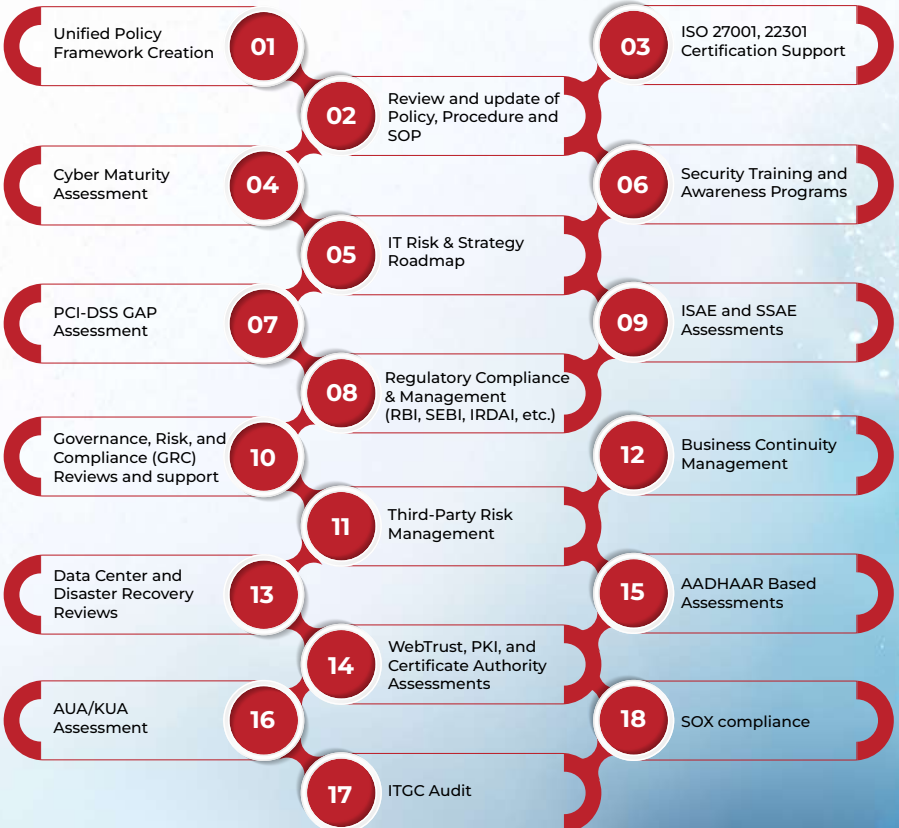 01
Unified Policy
Framework Creation
02
Review and update of
Policy, Procedure and
SOP
03
ISO 27001, 22301
Certification Support
04
Cyber Maturity
Assessment
05
IT Risk & Strategy
Roadmap
06
Security Training and
Awareness Programs
07
PCI-DSS GAP
Assessment
08
Regulatory Compliance
& Management
(RBI, SEBI, IRDAI, etc.)
09
ISAE and SSAE
Assessments
10
Governance, Risk, and
Compliance (GRC)
Reviews and support
11
Third-Party Risk
Management
12
Business Continuity
Management
13
Data Center and
Disaster Recovery
Reviews
14
WebTrust, PKI, and
Certificate Authority
Assessments
15
AADHAAR Based
Assessments
16
AUA/KUA
Assessment
17
ITGC Audit
18
SOX compliance